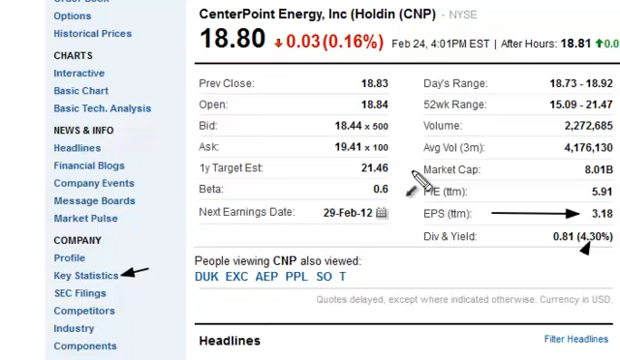 Order Book
Options
Historical Prices
CHARTS
Interactive
Basic Chart
Basic Tech. Analysis
NEWS & INFO
Headlines
Financial Blogs
Company Events
Message Boards
Market Pulse
COMPANY
Profile
Key Statistics
SEC Filings
Competitors
Industry
Components
CenterPoint Energy, Inc (Holdin (CNP) - NYSE
18.80 0.03 (0.16%) Feb 24, 4:01PM EST | After Hours: 18.81 0.0
Prev Close: 18.83
Open: 18.84
Bid: 18.44 x 500
Ask: 19.41 x 100
1y Target Est: 21.46
Beta: 0.6
Next Earnings Date: 29-Feb-12
Day's Range: 18.73 - 18.92
52wk Range: 15.09 - 21.47
Volume: 2,272,685
Avg Vol (3m): 4,176,130
Market Cap: 8.01B
P/E (ttm): 5.91
EPS (ttm): 3.18
Div & Yield: 0.81 (4.30%)
People viewing CNP also viewed:
DUK EXC AEP PPL SO T
Quotes delayed, except where indicated otherwise. Currency in USD.
Headlines
Filter Headlines